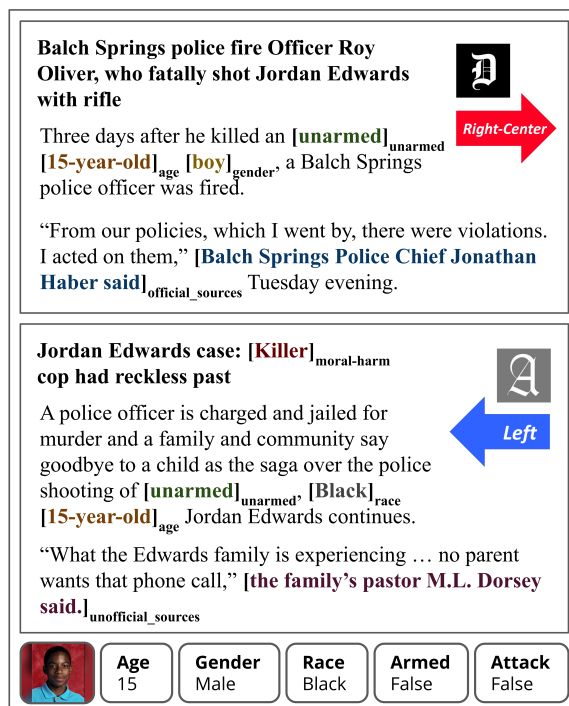 Balch Springs police fire Officer Roy
Oliver, who fatally shot Jordan Edwards
with rifle
D
Right-Center
Three days after he killed an [unarmed]unarmed
[15-year-old]age [boy]gender, a Balch Springs
police officer was fired.
“From our policies, which I went by, there were violations.
I acted on them,” [Balch Springs Police Chief Jonathan
Haber said]official_sources Tuesday evening.
Jordan Edwards case: [Killer]moral-harm
cop had reckless past
A
Left
A police officer is charged and jailed for
murder and a family and community say
goodbye to a child as the saga over the police
shooting of [unarmed]unarmed, [Black]race
[15-year-old]age Jordan Edwards continues.
“What the Edwards family is experiencing … no parent
wants that phone call,” [the family’s pastor M.L. Dorsey
said.]unofficial_sources
Age
15
Gender
Male
Race
Black
Armed
False
Attack
False